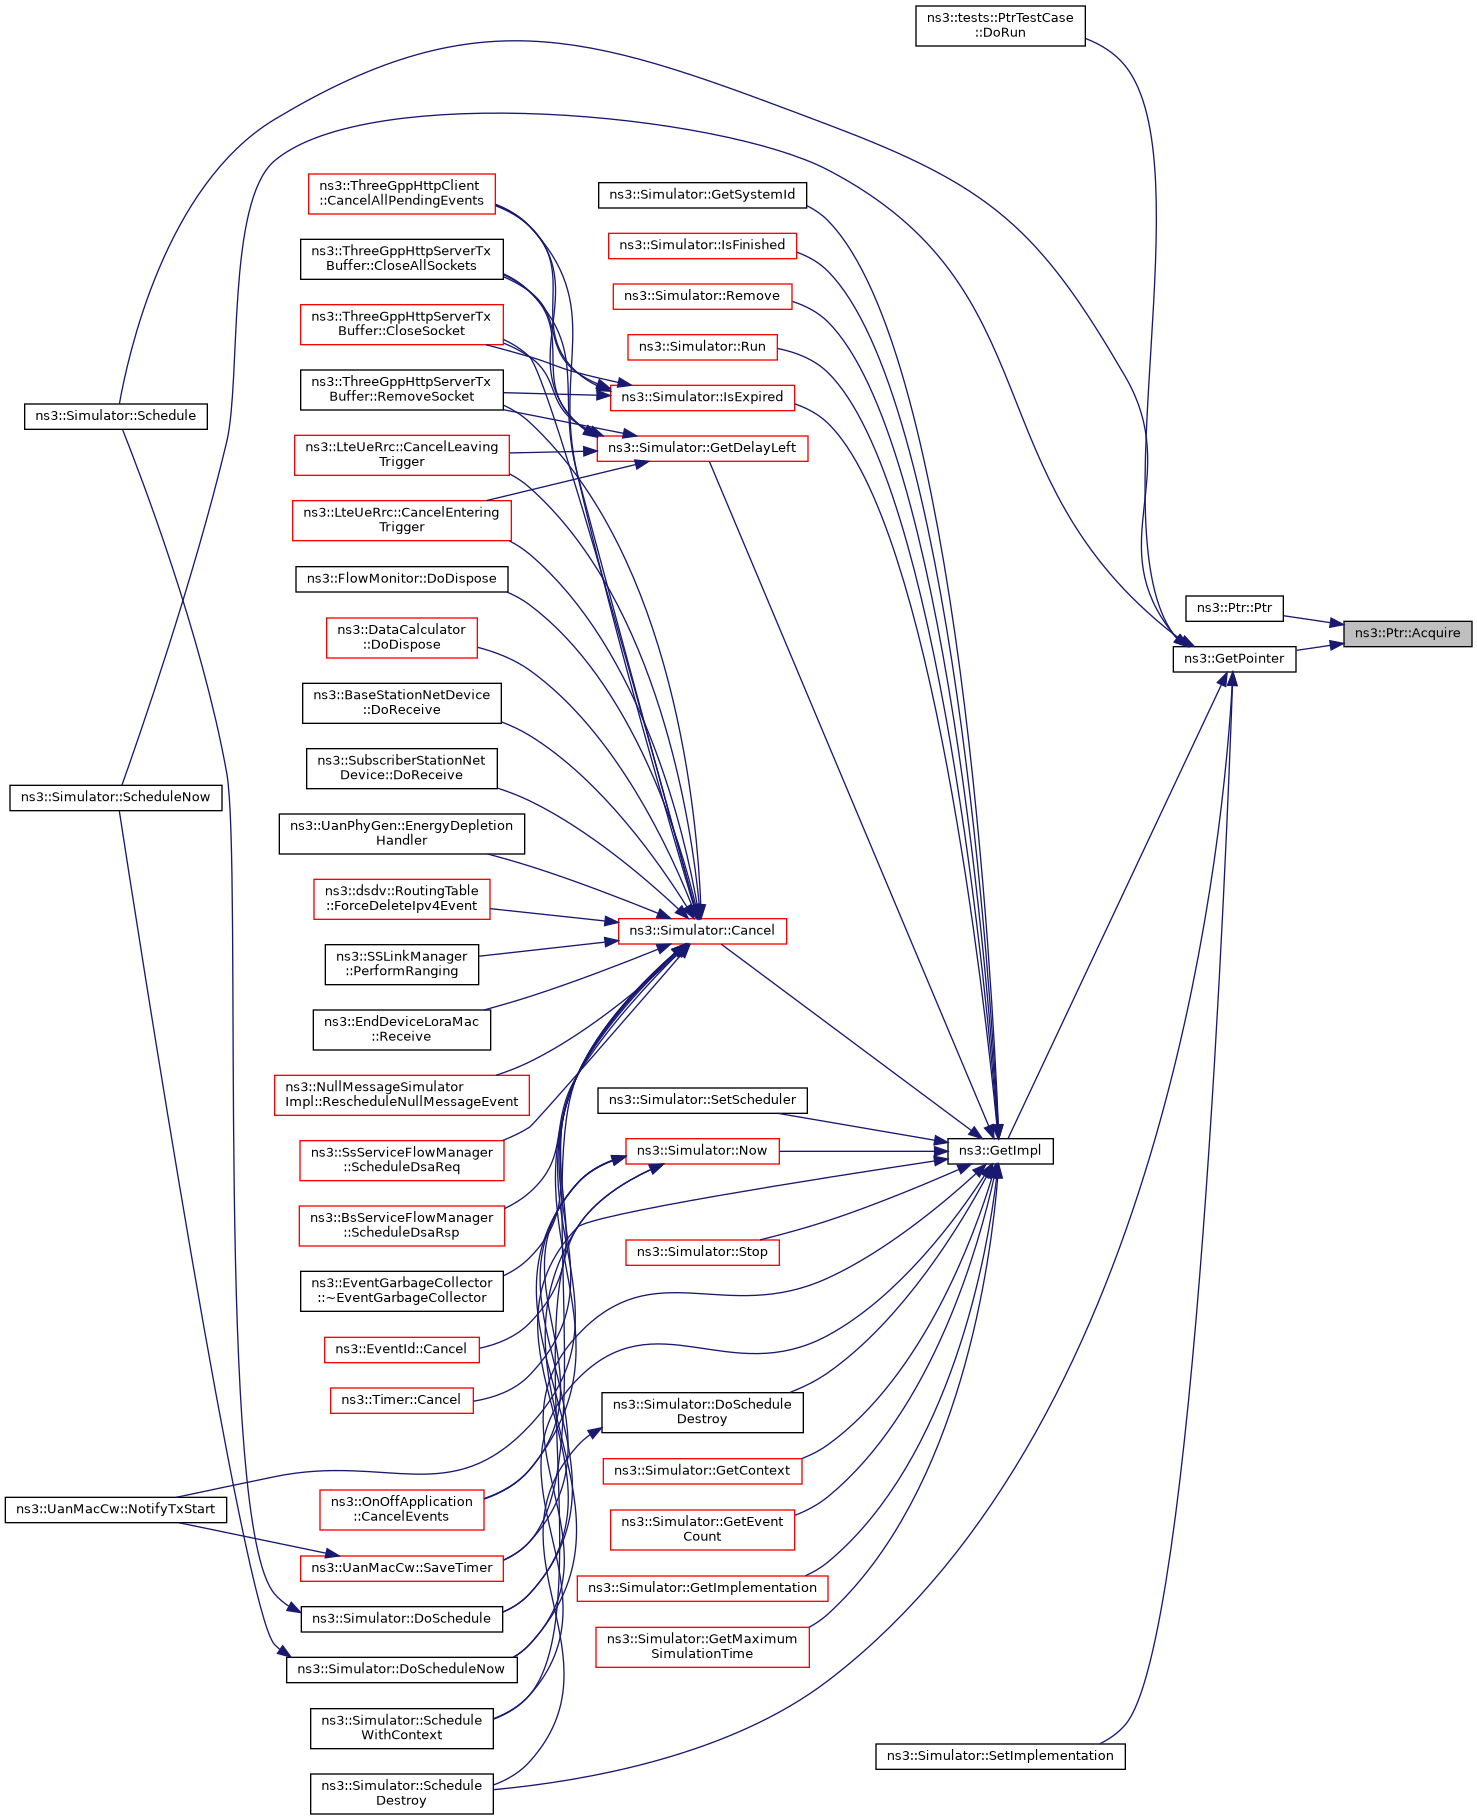 ns3::tests::PtrTestCase
::DoRun
ns3::ThreeGppHttpClient
::CancelAllPendingEvents
ns3::Simulator::GetSystemId
ns3::ThreeGppHttpServerTx
Buffer::CloseAllSockets
ns3::Simulator::IsFinished
ns3::Simulator::Remove
ns3::ThreeGppHttpServerTx
Buffer::CloseSocket
ns3::Simulator::Run
ns3::ThreeGppHttpServerTx
Buffer::RemoveSocket
ns3::Simulator::IsExpired
ns3::Simulator::Schedule
ns3::LteUeRrc::CancelLeaving
Trigger
ns3::Simulator::GetDelayLeft
ns3::LteUeRrc::CancelEntering
Trigger
ns3::FlowMonitor::DoDispose
ns3::Ptr::Ptr
ns3::Ptr::Acquire
ns3::DataCalculator
::DoDispose
ns3::GetPointer
ns3::BaseStationNetDevice
::DoReceive
ns3::SubscriberStationNet
Device::DoReceive
ns3::Simulator::ScheduleNow
ns3::UanPhyGen::EnergyDepletion
Handler
ns3::dsdv::RoutingTable
::ForceDeleteIpv4Event
ns3::Simulator::Cancel
ns3::SSLinkManager
::PerformRanging
ns3::EndDeviceLoraMac
::Receive
ns3::NullMessageSimulator
Impl::RescheduleNullMessageEvent
ns3::Simulator::SetScheduler
ns3::SsServiceFlowManager
::ScheduleDsaReq
ns3::Simulator::Now
ns3::GetImpl
ns3::BsServiceFlowManager
::ScheduleDsaRsp
ns3::Simulator::Stop
ns3::EventGarbageCollector
::~EventGarbageCollector
ns3::EventId::Cancel
ns3::Timer::Cancel
ns3::Simulator::DoSchedule
Destroy
ns3::Simulator::GetContext
ns3::UanMacCw::NotifyTxStart
ns3::OnOffApplication
::CancelEvents
ns3::Simulator::GetEvent
Count
ns3::UanMacCw::SaveTimer
ns3::Simulator::GetImplementation
ns3::Simulator::DoSchedule
ns3::Simulator::GetMaximum
SimulationTime
ns3::Simulator::DoScheduleNow
ns3::Simulator::Schedule
WithContext
ns3::Simulator::SetImplementation
ns3::Simulator::Schedule
Destroy